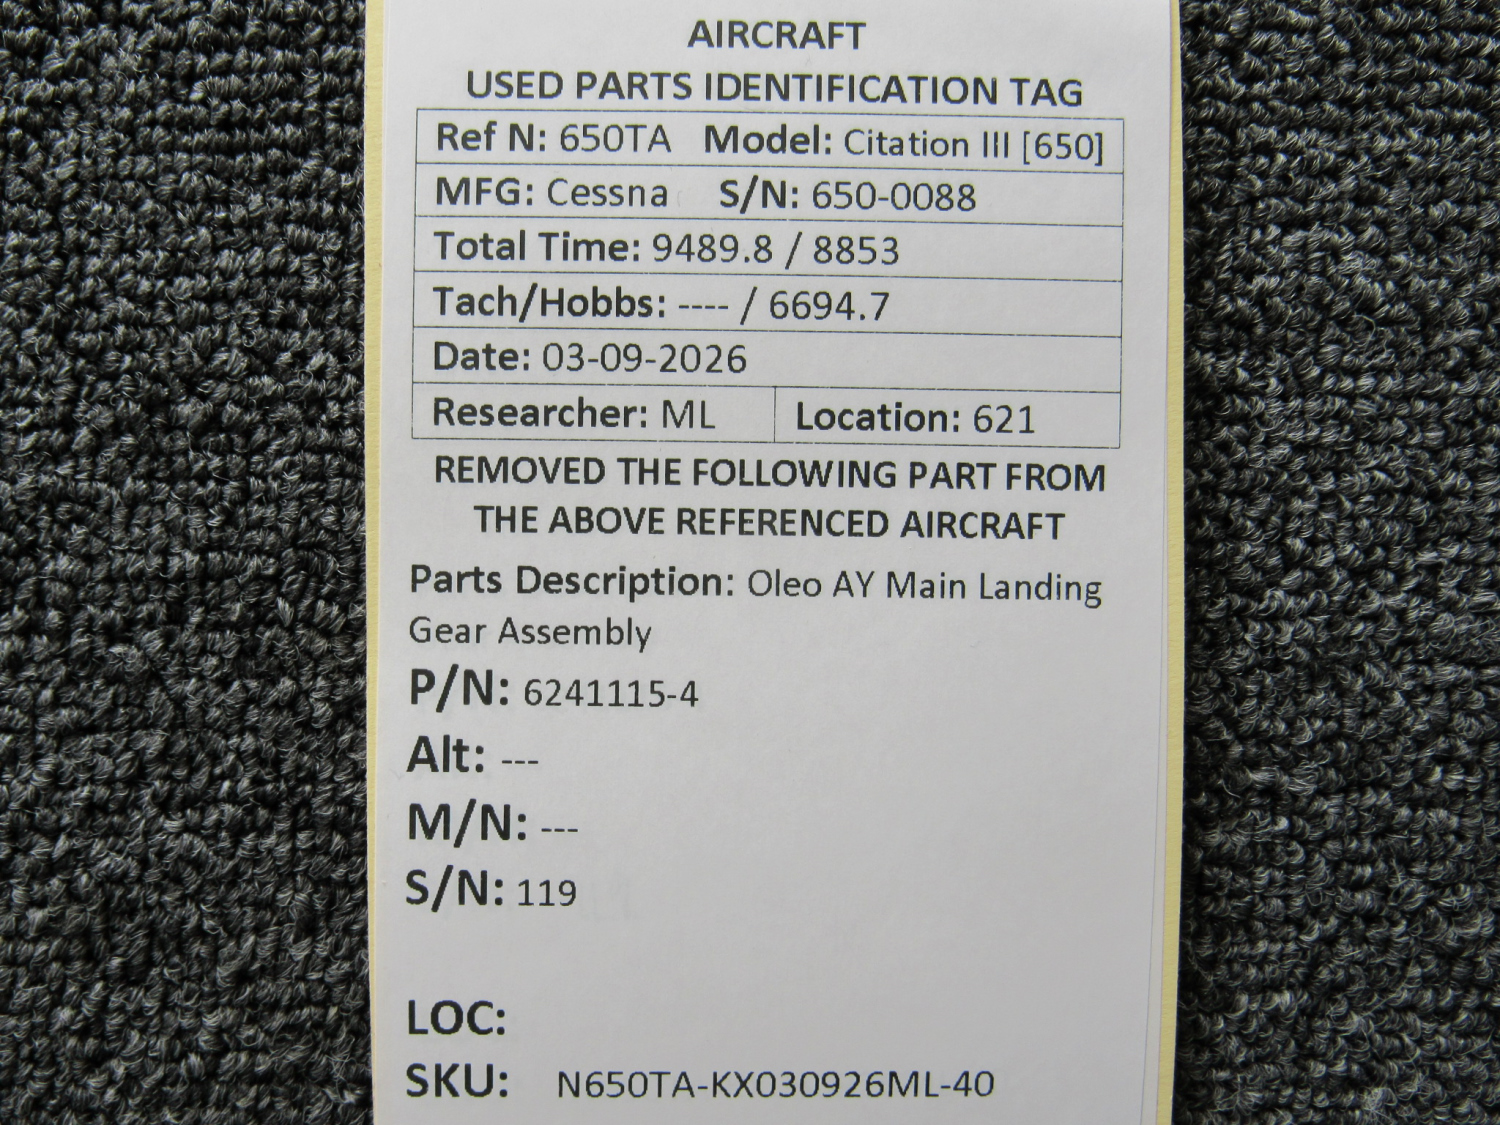 AIRCRAFT
USED PARTS IDENTIFICATION TAG
Ref N: 650TA Model: Citation III [650]
MFG: Cessna S/N: 650-0088
Total Time: 9489.8 / 8853
Tach/Hobbs: ---- / 6694.7
Date: 03-09-2026
Researcher: ML Location: 621
REMOVED THE FOLLOWING PART FROM
THE ABOVE REFERENCED AIRCRAFT
Parts Description: Oleo AY Main Landing
Gear Assembly
P/N: 6241115-4
Alt: ---
M/N: ---
S/N: 119
LOC:
SKU: N650TA-KX030926ML-40